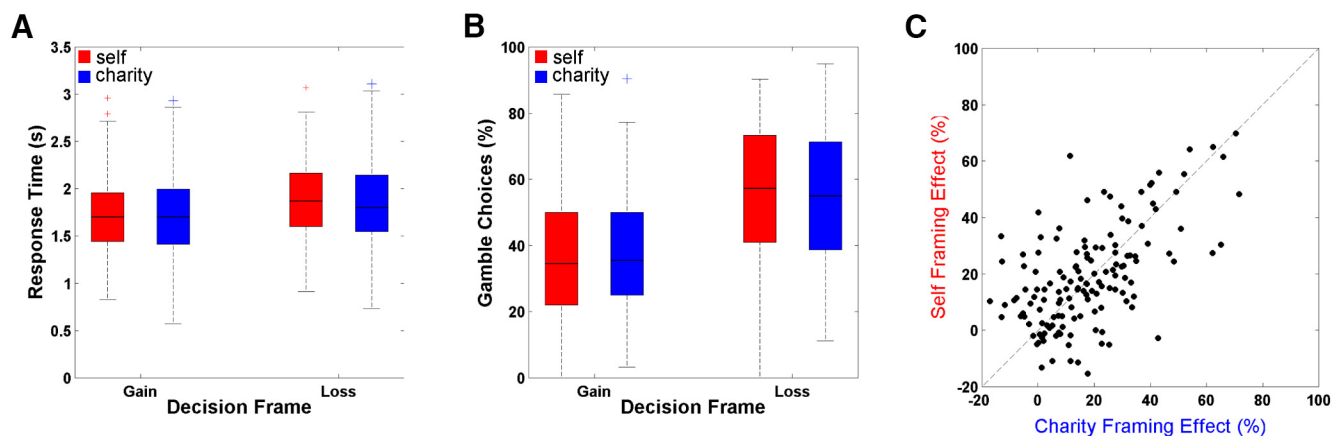 A
Response Time (s)
3.5
3
2.5
2
1.5
1
0.5
0
self
charity
Gain
Loss
Decision Frame
B
Gamble Choices (%)
100
80
60
40
20
0
self
charity
Gain
Loss
Decision Frame
C
Self Framing Effect (%)
100
80
60
40
20
0
-20
-20
0
20
40
60
80
100
Charity Framing Effect (%)